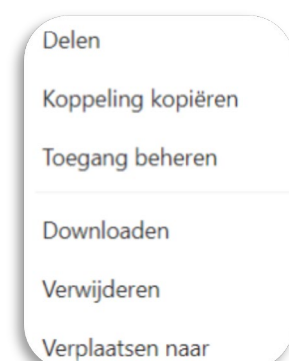 Delen
Koppeling kopiëren
Toegang beheren
Downloaden
Verwijderen
Verplaatsen naar